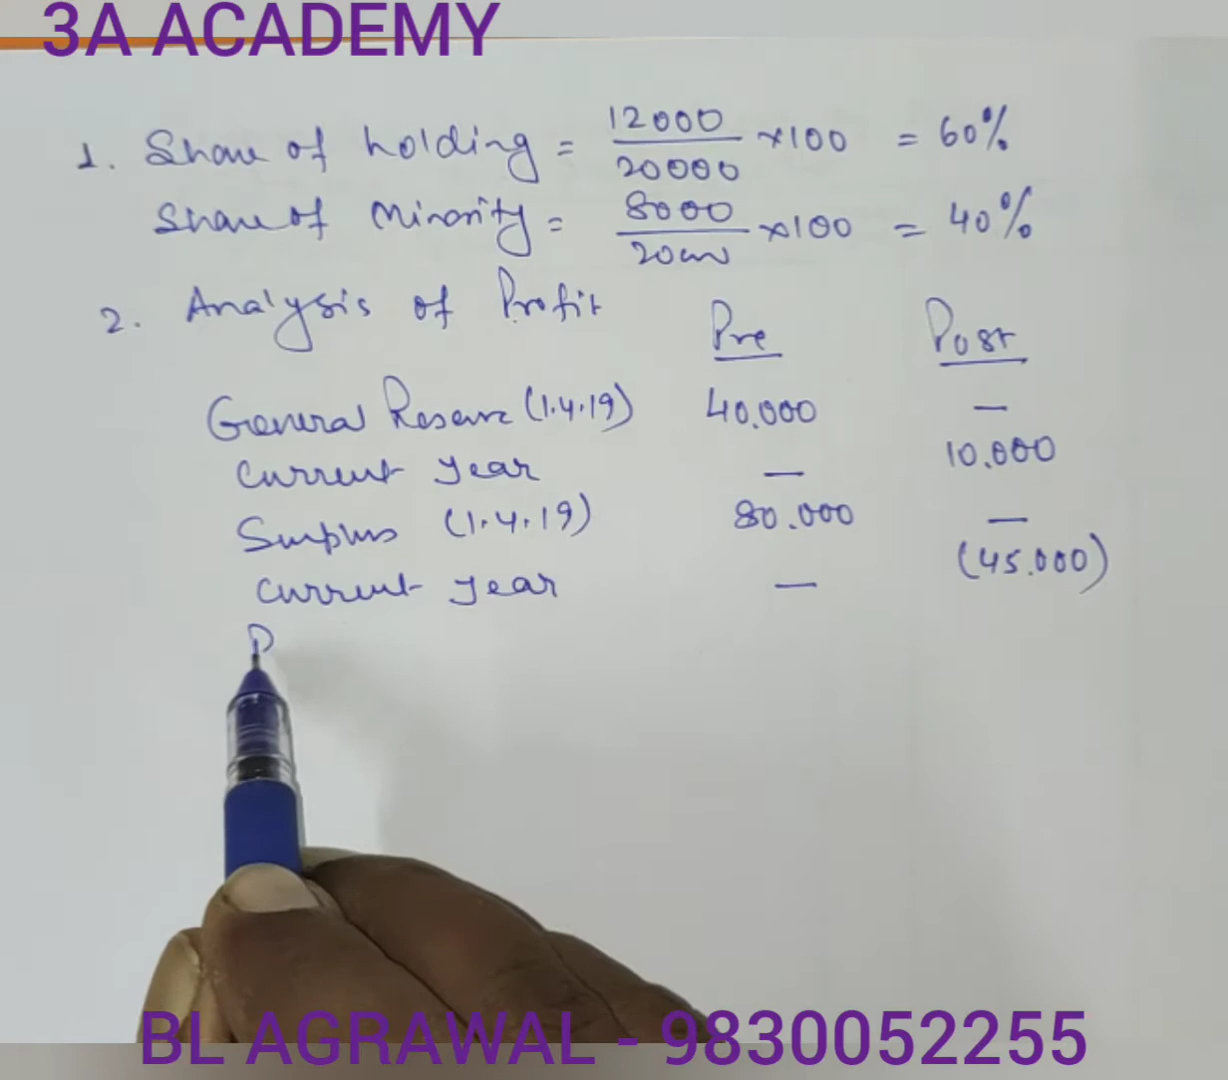 3A ACADEMY
1. Share of holding = 12000/20000 ×100 = 60%
Share of Minority = 8000/20000 ×100 = 40%
2. Analysis of Profit
Pre Post
General Reserve (1.4.19) 40.000 —
Current year — 10.000
Surplus (1.4.19) 80.000 —
Current year — (45.000)
P
BL AGRAWAL - 9830052255